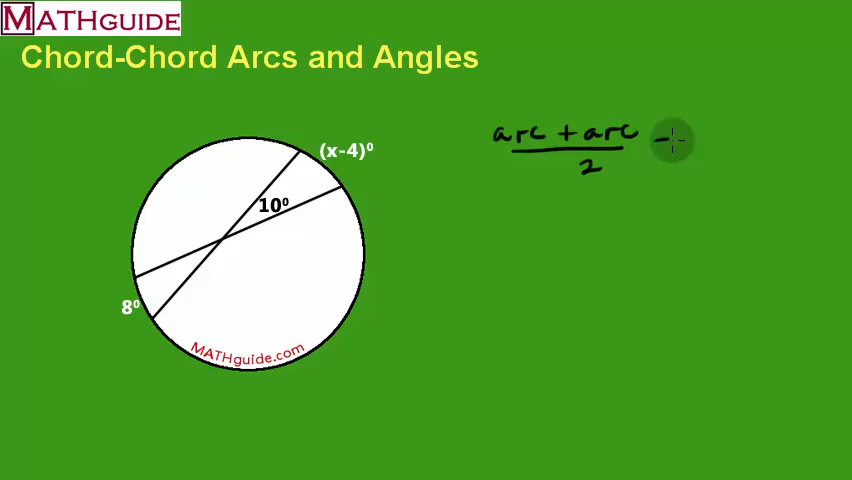 MATHGUIDE
Chord-Chord Arcs and Angles
(x-4)⁰
10⁰
8⁰
MATHguide.com
arc + arc
2